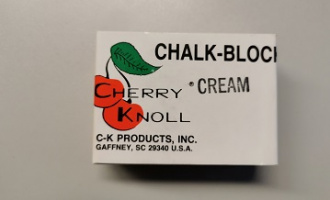 CHALK-BLOC
CHERRY ® CREAM
KNOLL
C-K PRODUCTS, INC.
GAFFNEY, SC 29340 U.S.A.